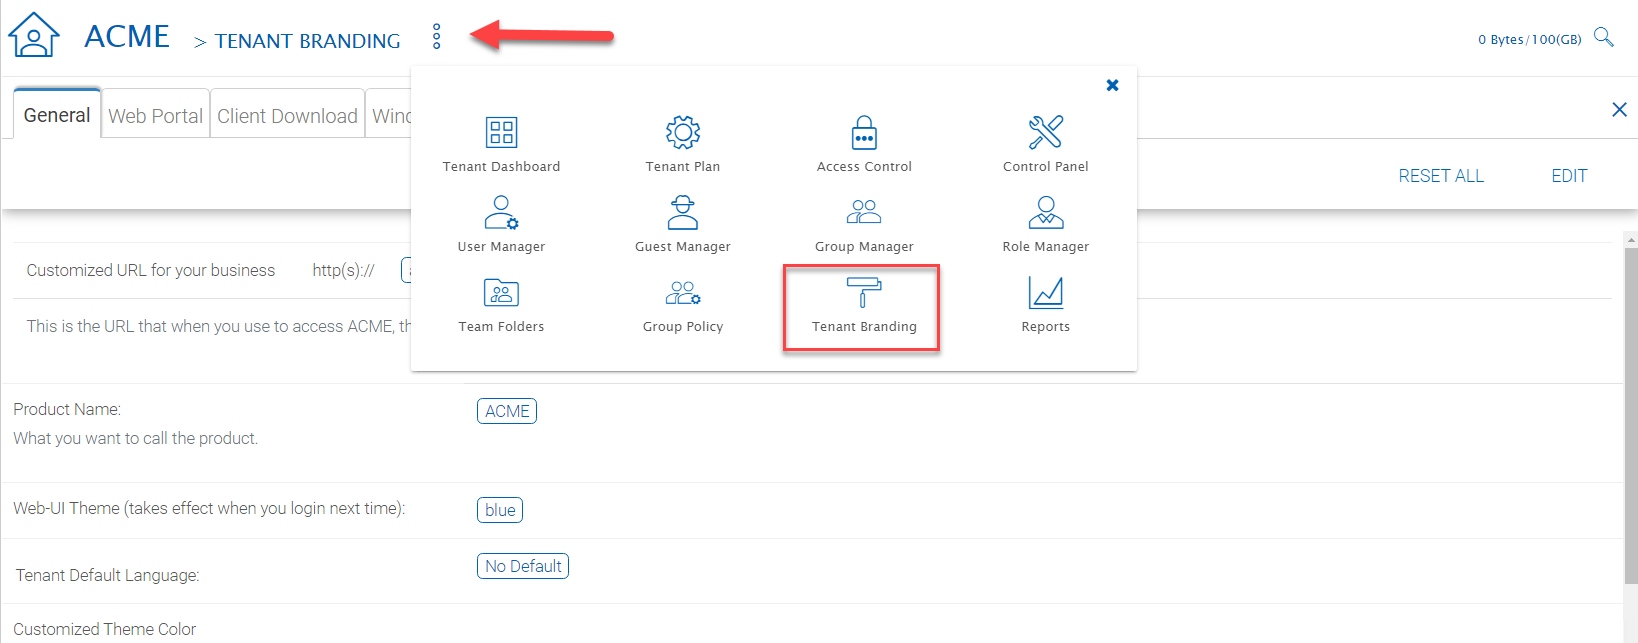 ACME > TENANT BRANDING
0 Bytes/100(GB)
General Web Portal Client Download Wind
RESET ALL EDIT
Tenant Dashboard Tenant Plan Access Control Control Panel
User Manager Guest Manager Group Manager Role Manager
Team Folders Group Policy Tenant Branding Reports
Customized URL for your business http(s)://
This is the URL that when you use to access ACME, th
Product Name: ACME
What you want to call the product.
Web-UI Theme (takes effect when you login next time): blue
Tenant Default Language: No Default
Customized Theme Color